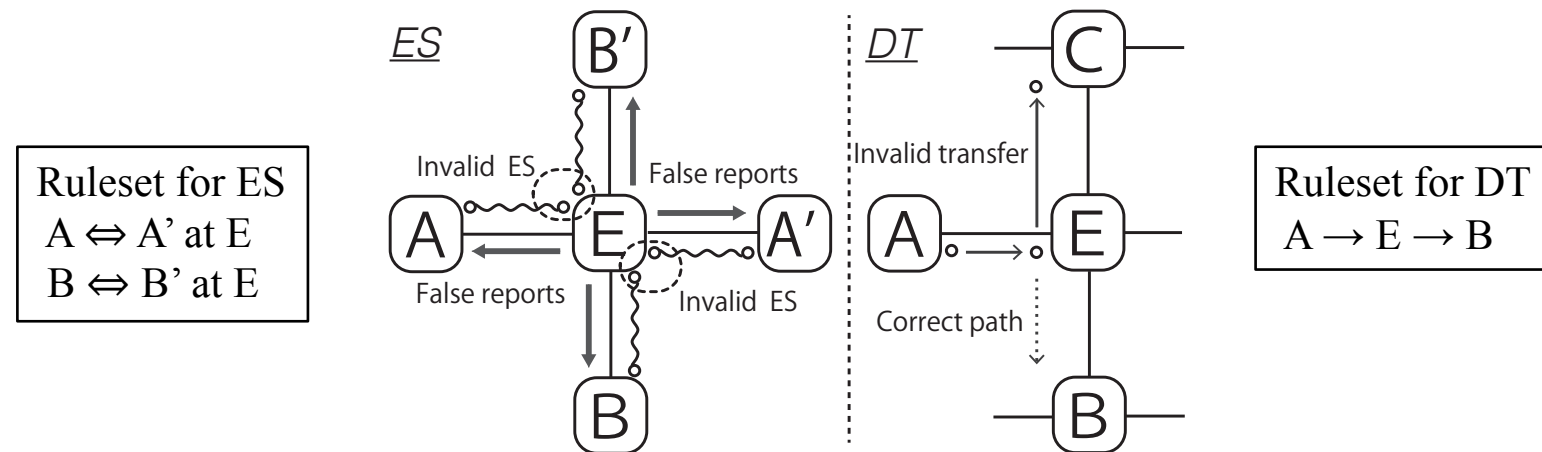 Ruleset for ES
A ⇔ A’ at E
B ⇔ B’ at E
ES
B′
Invalid ES
False reports
A
E
A′
False reports
Invalid ES
B
DT
C
Invalid transfer
A
E
Correct path
B
Ruleset for DT
A → E → B